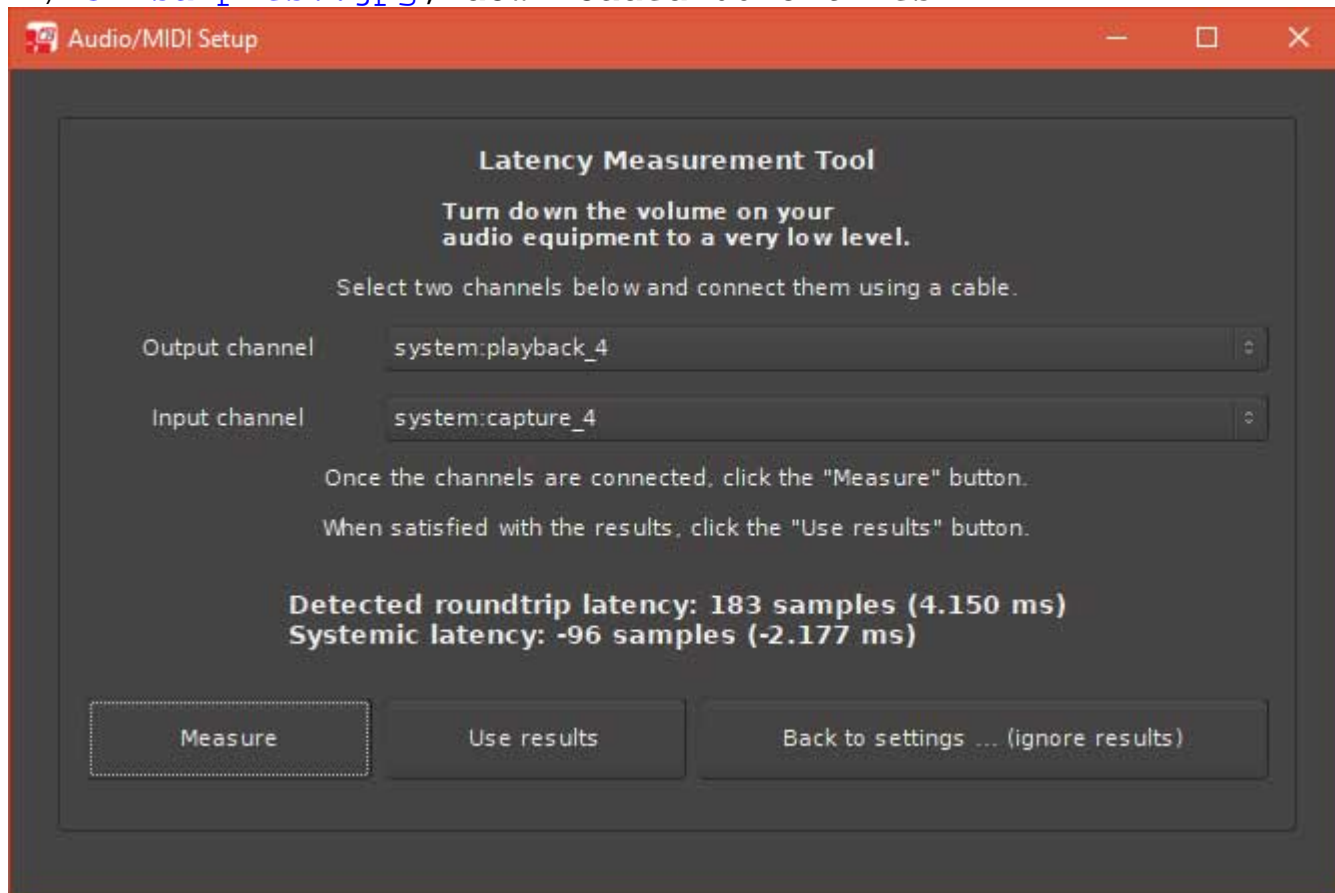 Audio/MIDI Setup
Latency Measurement Tool
Turn down the volume on your
audio equipment to a very low level.
Select two channels below and connect them using a cable.
Output channel system:playback_4
Input channel system:capture_4
Once the channels are connected, click the "Measure" button.
When satisfied with the results, click the "Use results" button.
Detected roundtrip latency: 183 samples (4.150 ms)
Systemic latency: -96 samples (-2.177 ms)
Measure Use results Back to settings ... (ignore results)